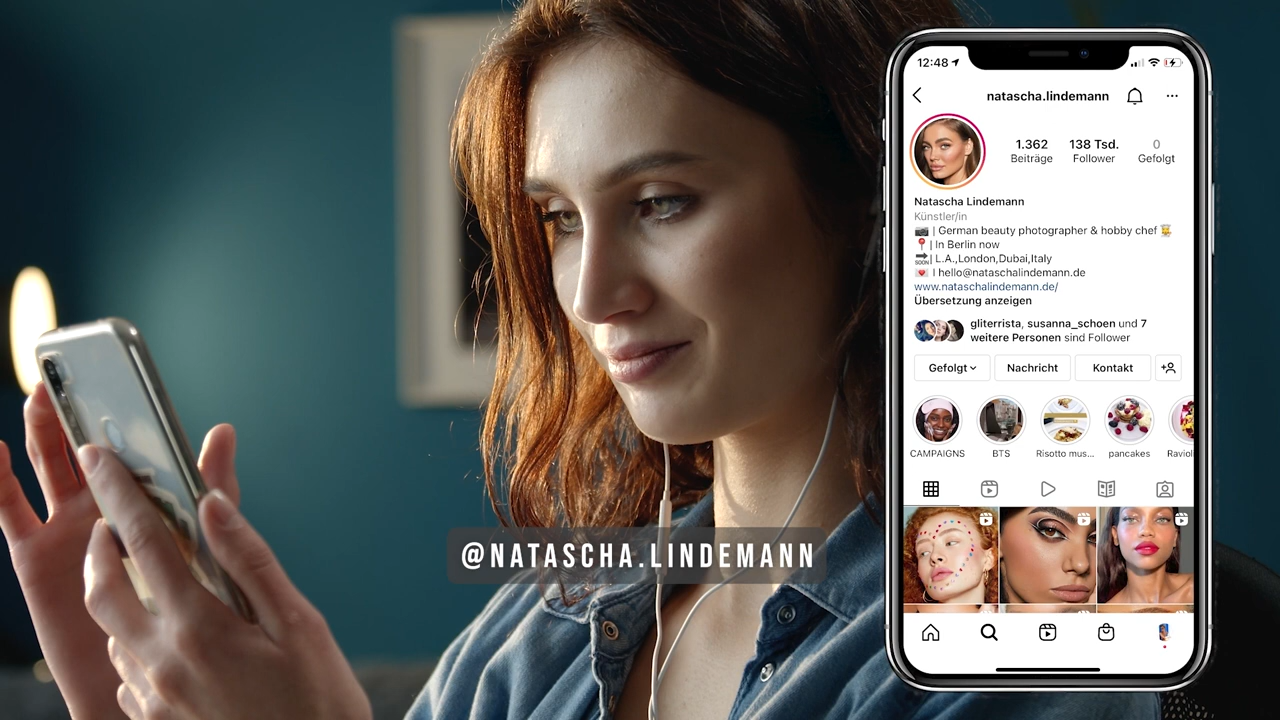 12:48
natascha.lindemann
1.362 138 Tsd. 0
Beiträge Follower Gefolgt
Natascha Lindemann
Künstler/in
| German beauty photographer & hobby chef
| In Berlin now
SOON | L.A.,London,Dubai,Italy
| hello@nataschalindemann.de
www.nataschalindemann.de/
Übersetzung anzeigen
gliterrista, susanna_schoen und 7
weitere Personen sind Follower
Gefolgt Nachricht Kontakt
CAMPAIGNS BTS Risotto mus... pancakes Raviol
@NATASCHA.LINDEMANN